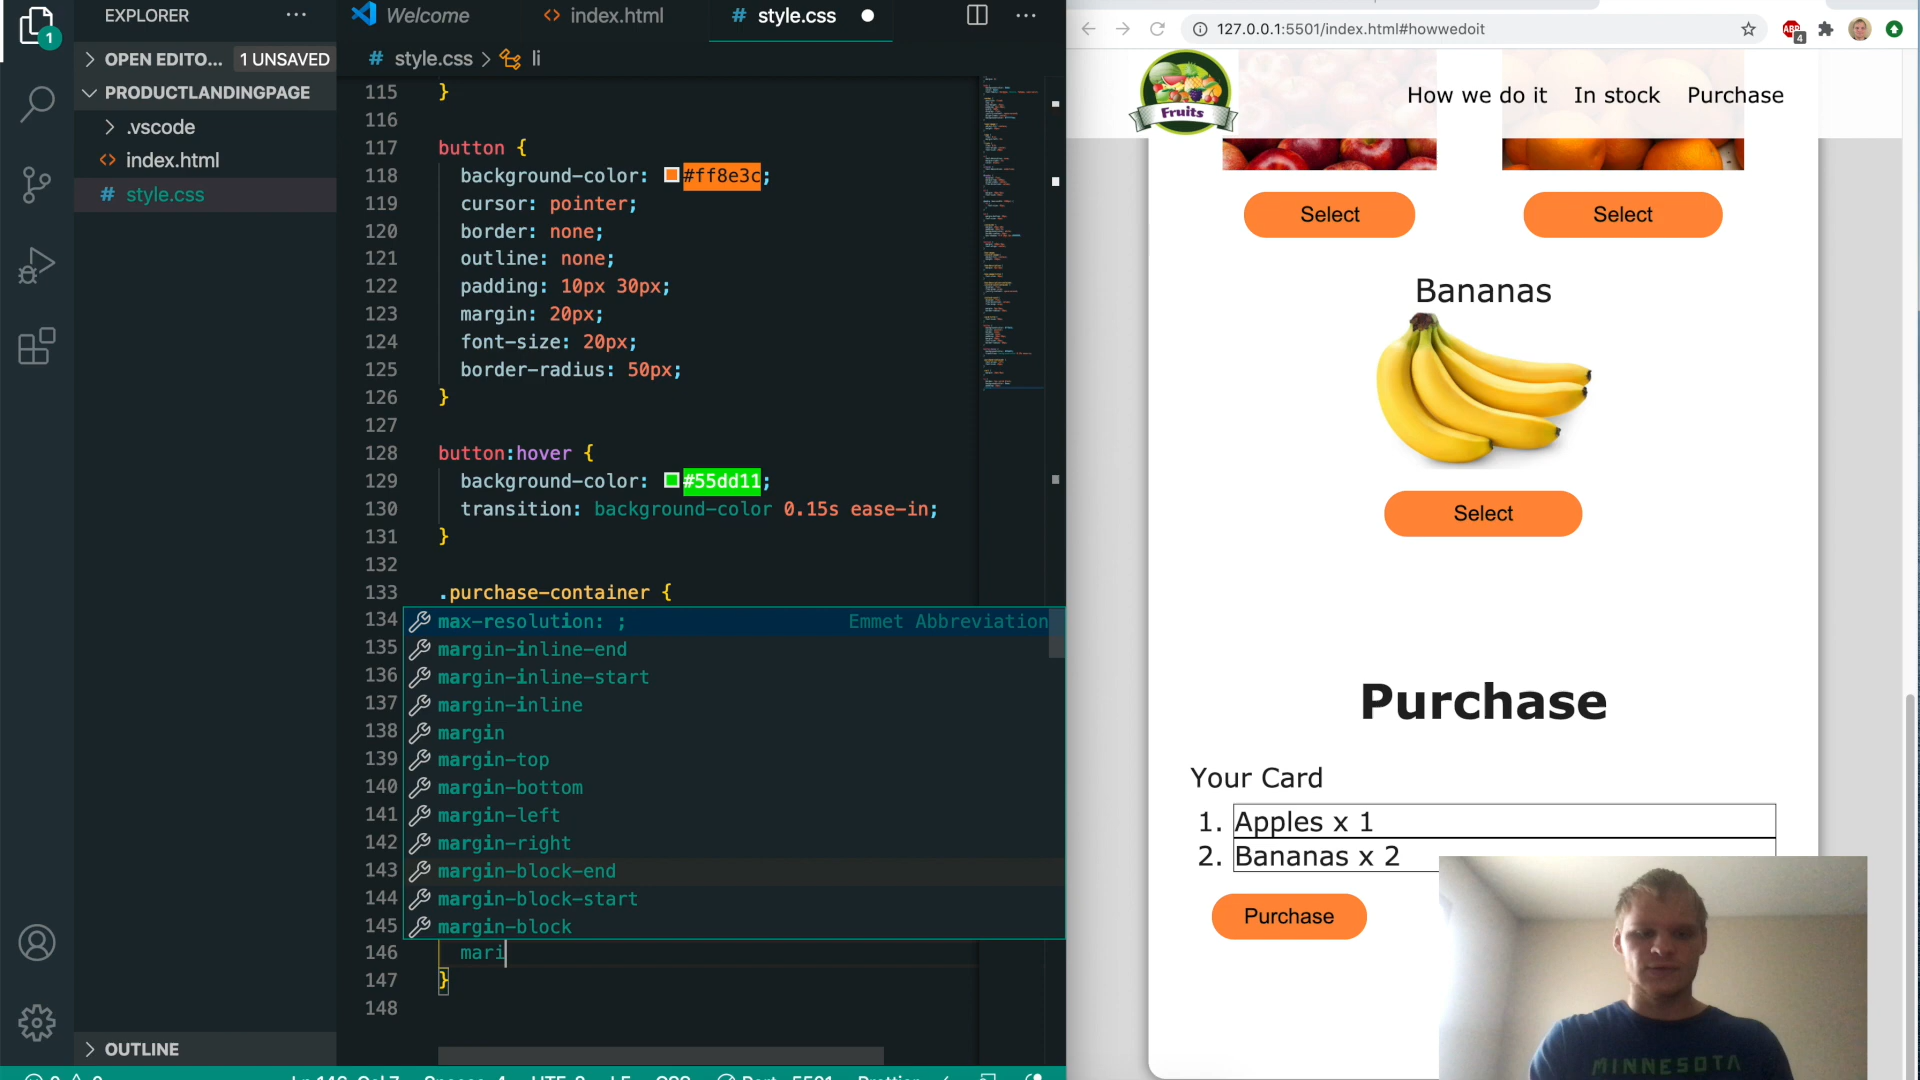 EXPLORER
Welcome
index.html
style.css
OPEN EDITO... 1 UNSAVED
PRODUCTLANDINGPAGE
.vscode
index.html
style.css
OUTLINE
1
style.css > li
115 }
116
117 button {
118 background-color: #ff8e3c;
119 cursor: pointer;
120 border: none;
121 outline: none;
122 padding: 10px 30px;
123 margin: 20px;
124 font-size: 20px;
125 border-radius: 50px;
126 }
127
128 button:hover {
129 background-color: #55dd11;
130 transition: background-color 0.15s ease-in;
131 }
132
133 .purchase-container {
134 max-resolution: ; Emmet Abbreviation
135 margin-inline-end
136 margin-inline-start
137 margin-inline
138 margin
139 margin-top
140 margin-bottom
141 margin-left
142 margin-right
143 margin-block-end
144 margin-block-start
145 margin-block
146 mari
147 }
148
127.0.0.1:5501/index.html#howwedoit
ABP
4
Fruits
How we do it In stock Purchase
Select Select
Bananas
Select
Purchase
Your Card
1. Apples x 1
2. Bananas x 2
Purchase
MINNESOTA